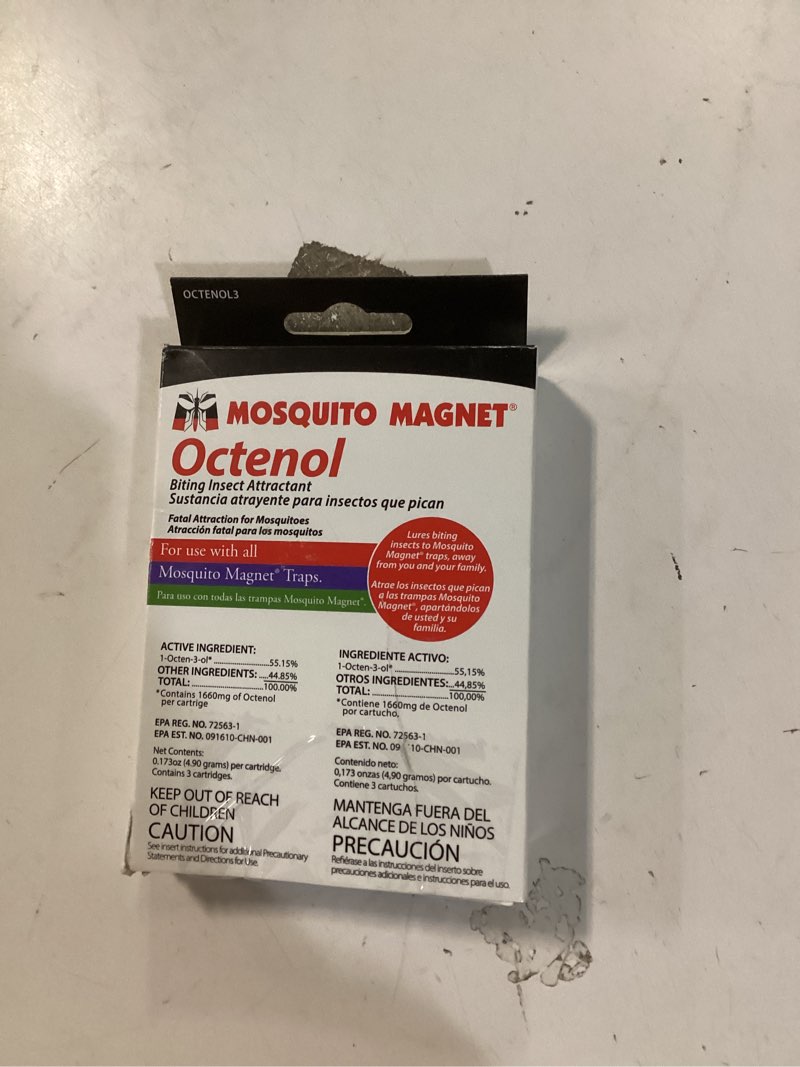 OCTENOL3
MOSQUITO MAGNET®
Octenol
Biting Insect Attractant
Sustancia atrayente para insectos que pican
Fatal Attraction for Mosquitoes
Atracción fatal para los mosquitos
For use with all
Mosquito Magnet® Traps.
Para uso con todas las trampas Mosquito Magnet®.
Lures biting
insects to Mosquito
Magnet® traps, away
from you and your family.
Atrae los insectos que pican
a las trampas Mosquito
Magnet®, apartándolos
de usted y su
familia.
ACTIVE INGREDIENT:
1-Octen-3-ol* ......................55.15%
OTHER INGREDIENTS: ....44.85%
TOTAL: ...............................100.00%
*Contains 1660mg of Octenol
per cartrige
EPA REG. NO. 72563-1
EPA EST. NO. 091610-CHN-001
Net Contents:
0.173oz (4.90 grams) per cartridge.
Contains 3 cartridges.
KEEP OUT OF REACH
OF CHILDREN
CAUTION
See insert instructions for additional Precautionary
Statements and Directions for Use.
INGREDIENTE ACTIVO:
1-Octen-3-ol* ......................55,15%
OTROS INGREDIENTES:...44,85%
TOTAL: ...............................100,00%
*Contiene 1660mg de Octenol
por cartucho.
EPA REG. NO. 72563-1
EPA EST. NO. 09 10-CHN-001
Contenido neto:
0,173 onzas (4,90 gramos) por cartucho.
Contiene 3 cartuchos.
MANTENGA FUERA DEL
ALCANCE DE LOS NIÑOS
PRECAUCIÓN
Refiérase a las instrucciones del inserto sobre
precauciones adicionales e instrucciones para el uso.